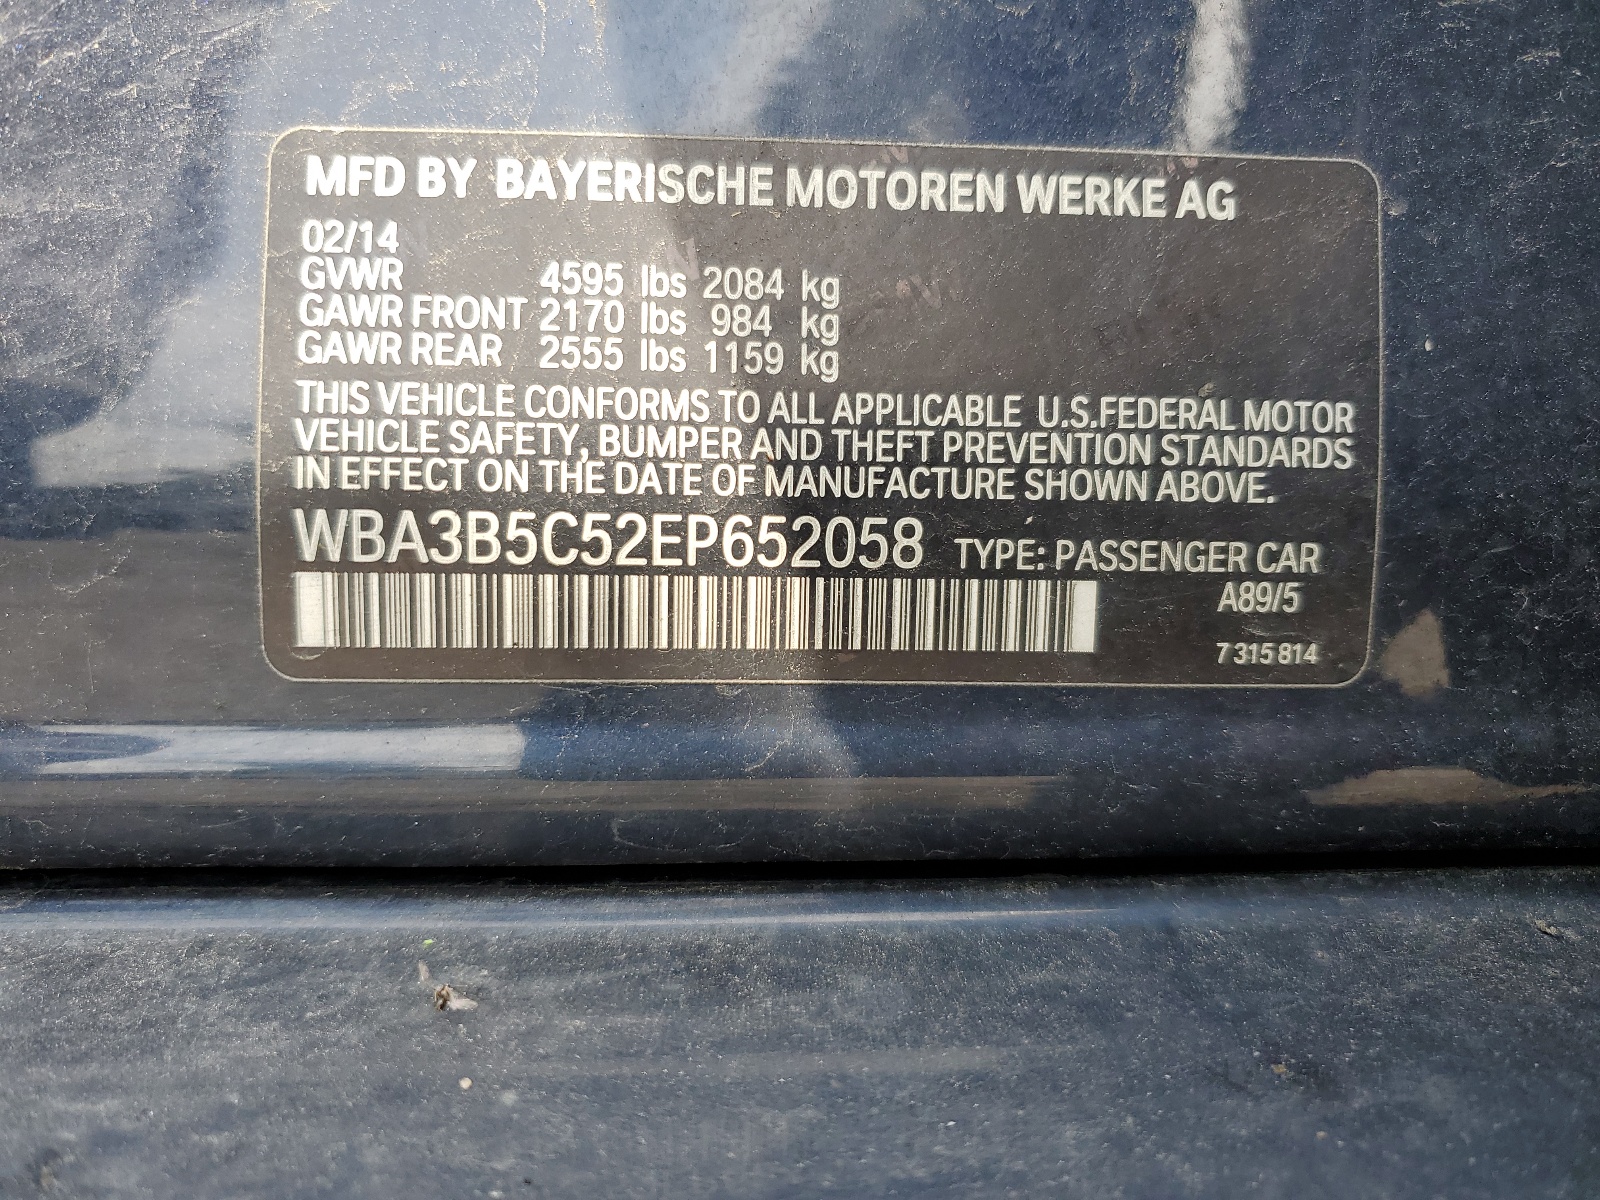 MFD BY BAYERISCHE MOTOREN WERKE AG
02/14
GVWR 4595 lbs 2084 kg
GAWR FRONT 2170 lbs 984 kg
GAWR REAR 2555 lbs 1159 kg
THIS VEHICLE CONFORMS TO ALL APPLICABLE U.S.FEDERAL MOTOR
VEHICLE SAFETY, BUMPER AND THEFT PREVENTION STANDARDS
IN EFFECT ON THE DATE OF MANUFACTURE SHOWN ABOVE.
WBA3B5C52EP652058 TYPE: PASSENGER CAR
A89/5
7 315 814